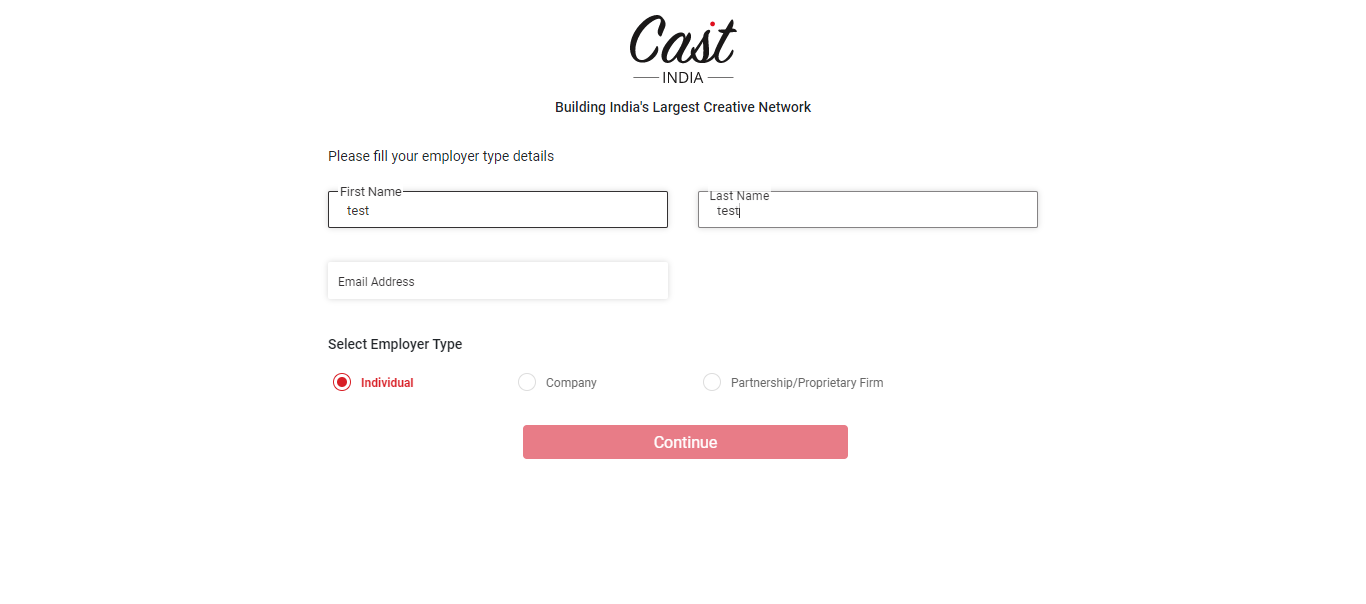 Cast
INDIA
Building India's Largest Creative Network
Please fill your employer type details
First Name
test
Last Name
test
Email Address
Select Employer Type
Individual
Company
Partnership/Proprietary Firm
Continue